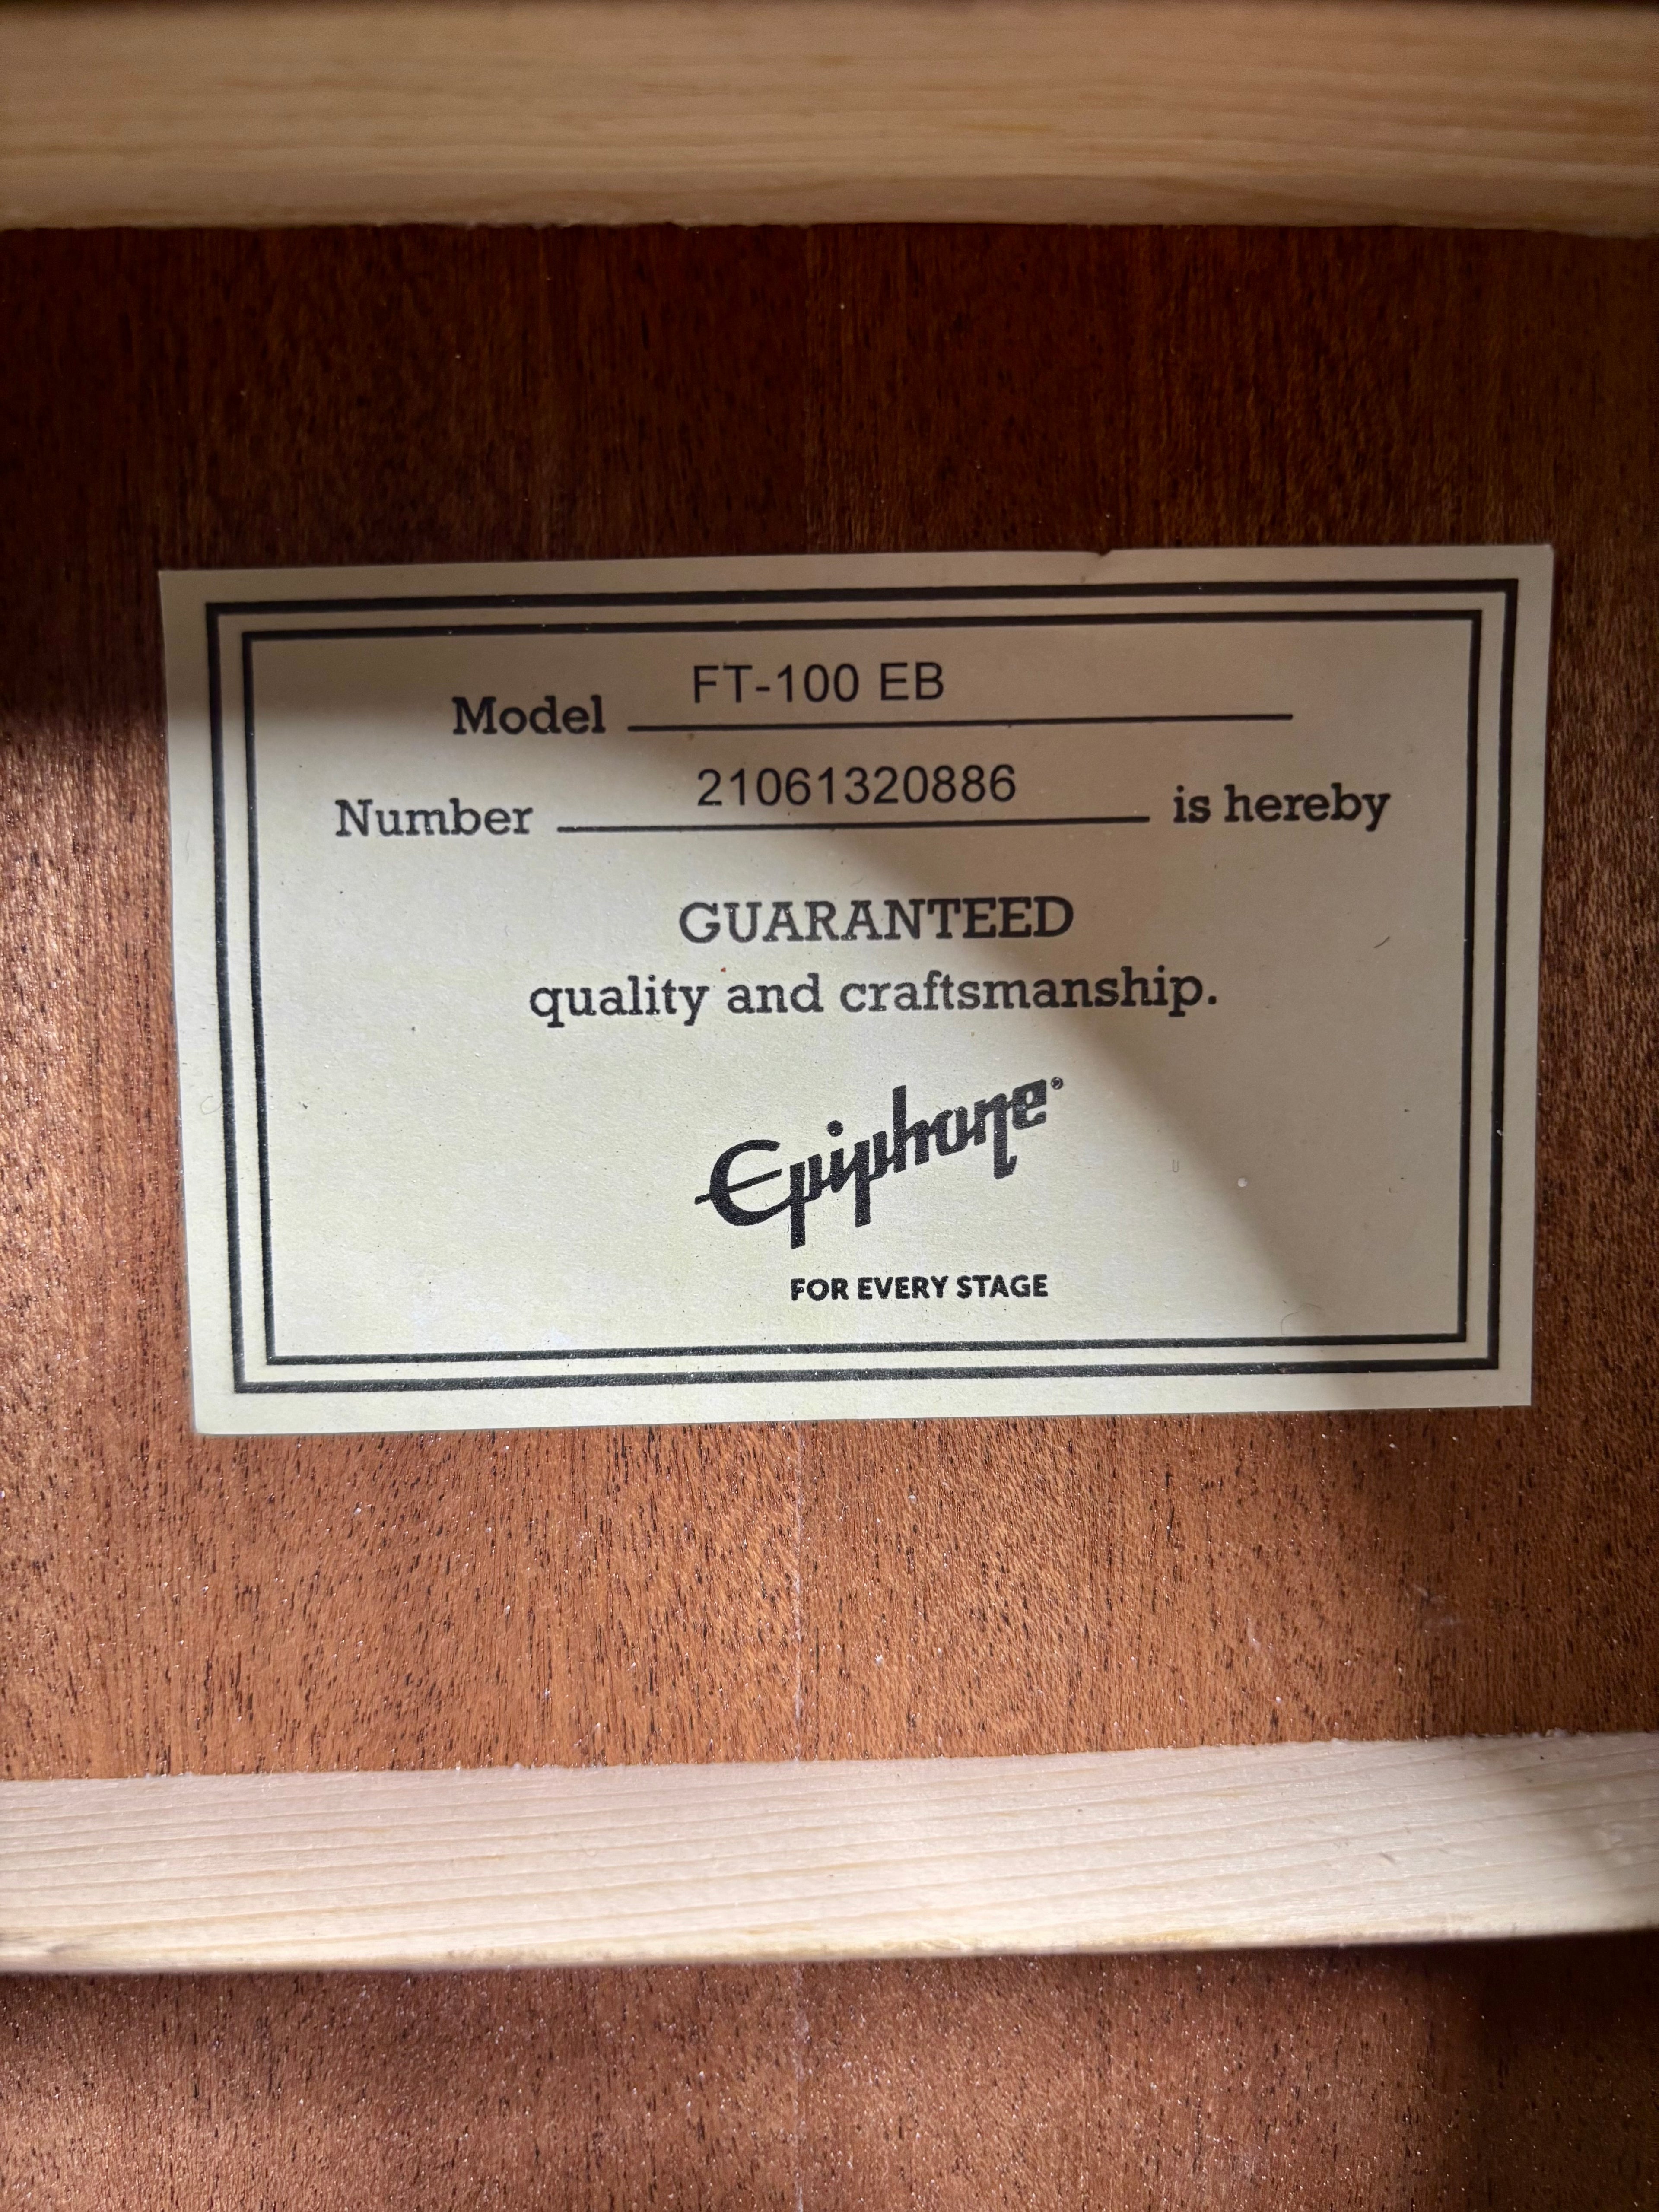 Model FT-100 EB
Number 21061320886 is hereby
GUARANTEED
quality and craftsmanship.
Epiphone®
FOR EVERY STAGE